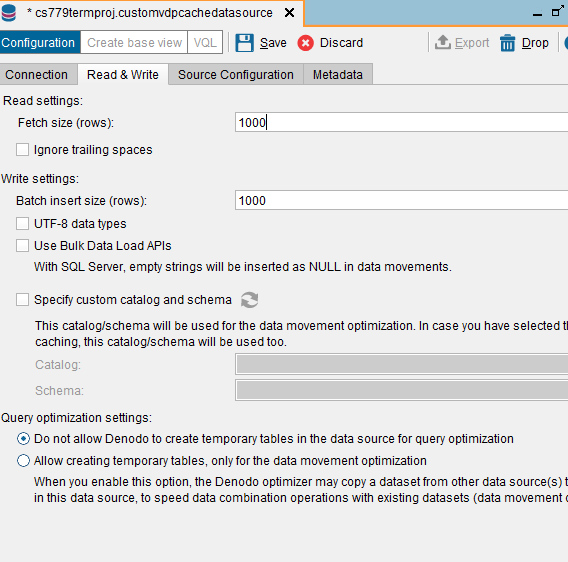 * cs779termproj.customvdpcachedatasource
Configuration Create base view VQL Save Discard Export Drop
Connection Read & Write Source Configuration Metadata
Read settings:
Fetch size (rows): 1000
Ignore trailing spaces
Write settings:
Batch insert size (rows): 1000
UTF-8 data types
Use Bulk Data Load APIs
With SQL Server, empty strings will be inserted as NULL in data movements.
Specify custom catalog and schema
This catalog/schema will be used for the data movement optimization. In case you have selected
caching, this catalog/schema will be used too.
Catalog:
Schema:
Query optimization settings:
Do not allow Denodo to create temporary tables in the data source for query optimization
Allow creating temporary tables, only for the data movement optimization
When you enable this option, the Denodo optimizer may copy a dataset from other data source(s)
in this data source, to speed data combination operations with existing datasets (data movement